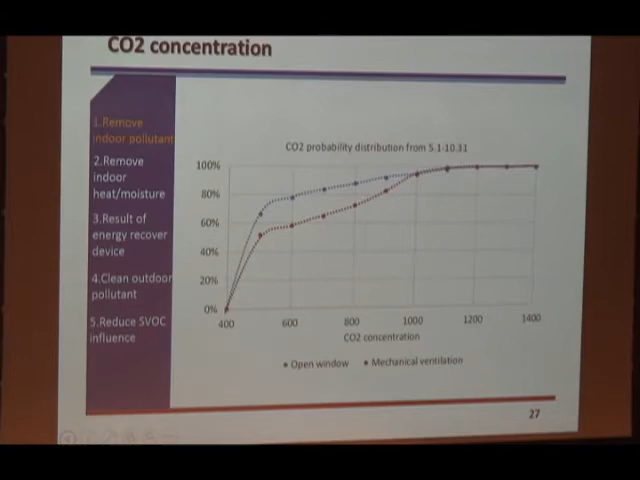 CO2 concentration
1.Remove
indoor pollutant
2.Remove
indoor
heat/moisture
3.Result of
energy recover
device
4.Clean outdoor
pollutant
5.Reduce SVOC
influence
CO2 probability distribution from 5.1-10.31
100%
80%
60%
40%
20%
0%
400 600 800 1000 1200 1400
CO2 concentration
Open window Mechanical ventilation
27